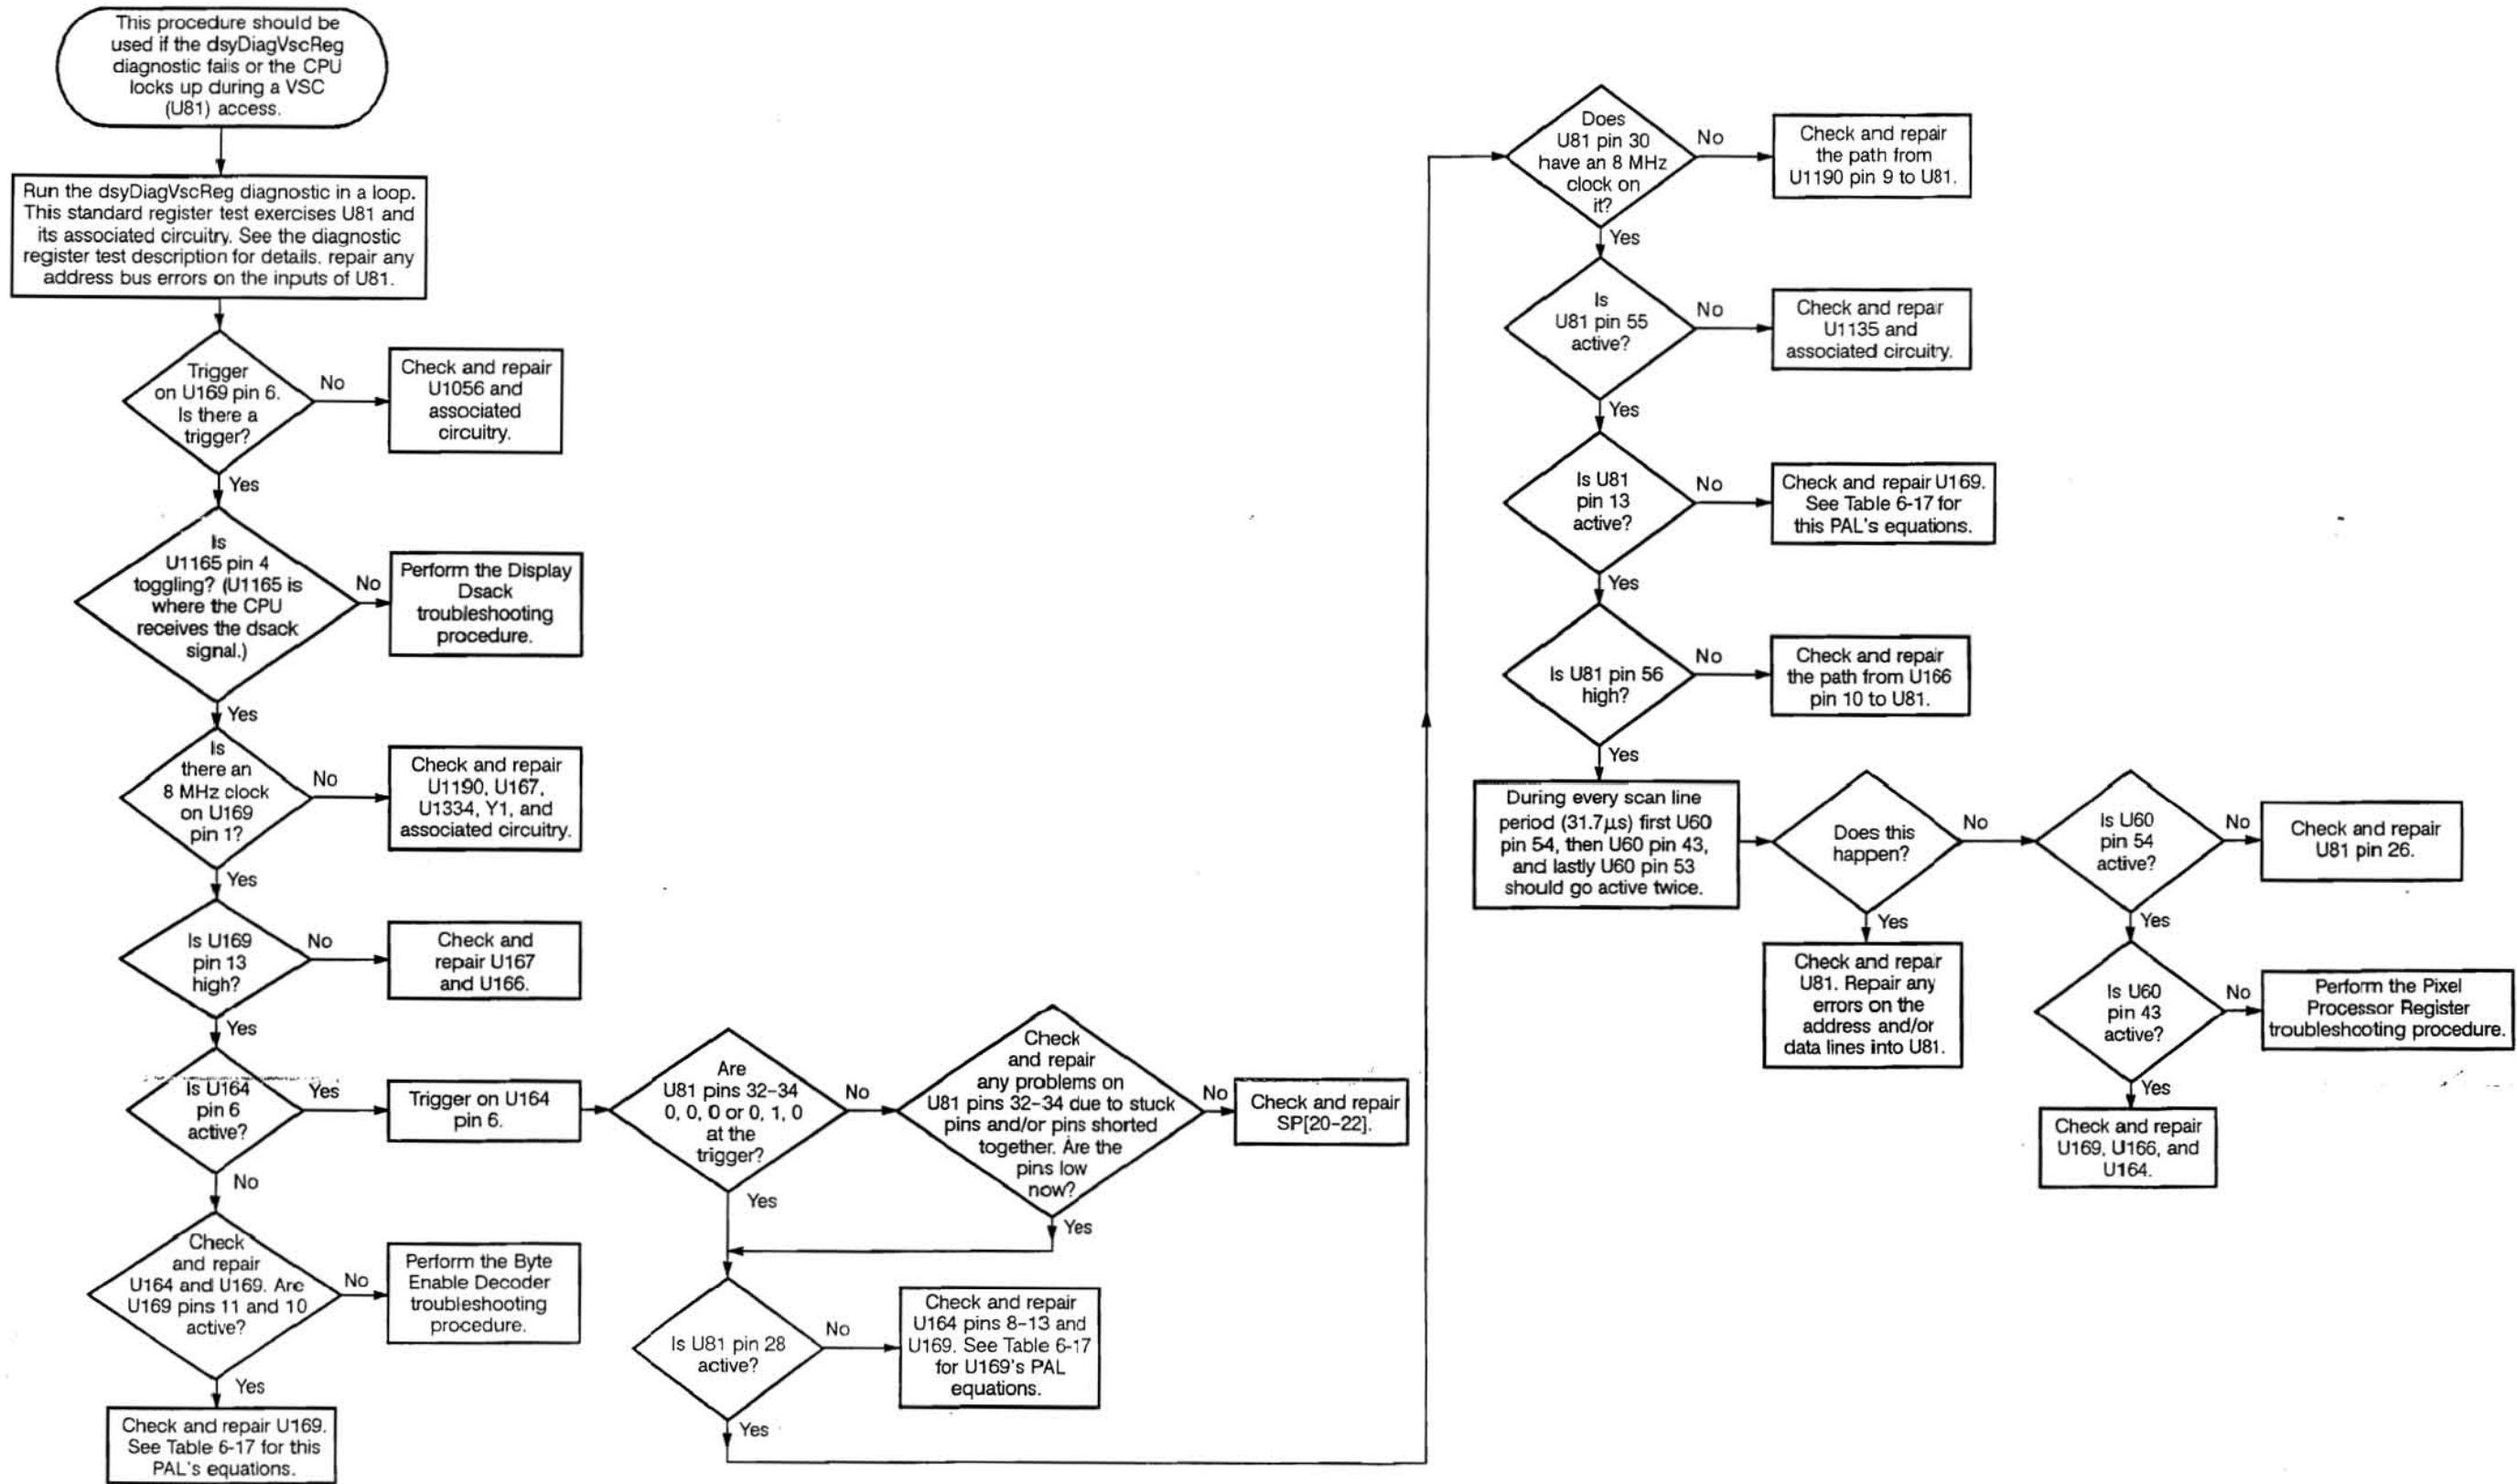 This procedure should be
used if the dsyDiagVscReg
diagnostic fails or the CPU
locks up during a VSC
(U81) access.
Run the dsyDiagVscReg diagnostic in a loop.
This standard register test exercises U81 and
its associated circuitry. See the diagnostic
register test description for details. repair any
address bus errors on the inputs of U81.
Trigger
on U169 pin 6.
Is there a
trigger?
No
Check and repair
U1056 and
associated
circuitry.
Yes
Is
U1165 pin 4
toggling? (U1165 is
where the CPU
receives the dsack
signal.)
No
Perform the Display
Dsack
troubleshooting
procedure.
Yes
Is
there an
8 MHz clock
on U169
pin 1?
No
Check and repair
U1190, U167,
U1334, Y1, and
associated circuitry.
Yes
Is U169
pin 13
high?
No
Check and
repair U167
and U166.
Yes
Is U164
pin 6
active?
Yes
Trigger on U164
pin 6.
No
Check
and repair
U164 and U169. Are
U169 pins 11 and 10
active?
No
Perform the Byte
Enable Decoder
troubleshooting
procedure.
Yes
Check and repair U169.
See Table 6-17 for this
PAL's equations.
Are
U81 pins 32-34
0, 0, 0 or 0, 1, 0
at the
trigger?
No
Check
and repair
any problems on
U81 pins 32-34 due to stuck
pins and/or pins shorted
together. Are the
pins low
now?
No
Check and repair
SP[20-22].
Yes
Yes
Is U81 pin 28
active?
No
Check and repair
U164 pins 8-13 and
U169. See Table 6-17
for U169's PAL
equations.
Yes
Does
U81 pin 30
have an 8 MHz
clock on
it?
No
Check and repair
the path from
U1190 pin 9 to U81.
Yes
Is
U81 pin 55
active?
No
Check and repair
U1135 and
associated circuitry.
Yes
Is U81
pin 13
active?
No
Check and repair U169.
See Table 6-17 for
this PAL's equations.
Yes
Is U81 pin 56
high?
No
Check and repair
the path from U166
pin 10 to U81.
Yes
During every scan line
period (31.7μs) first U60
pin 54, then U60 pin 43,
and lastly U60 pin 53
should go active twice.
Does this
happen?
No
Yes
Check and repair
U81. Repair any
errors on the
address and/or
data lines into U81.
Is U60
pin 54
active?
No
Check and repair
U81 pin 26.
Yes
Is U60
pin 43
active?
No
Perform the Pixel
Processor Register
troubleshooting procedure.
Yes
Check and repair
U169, U166, and
U164.